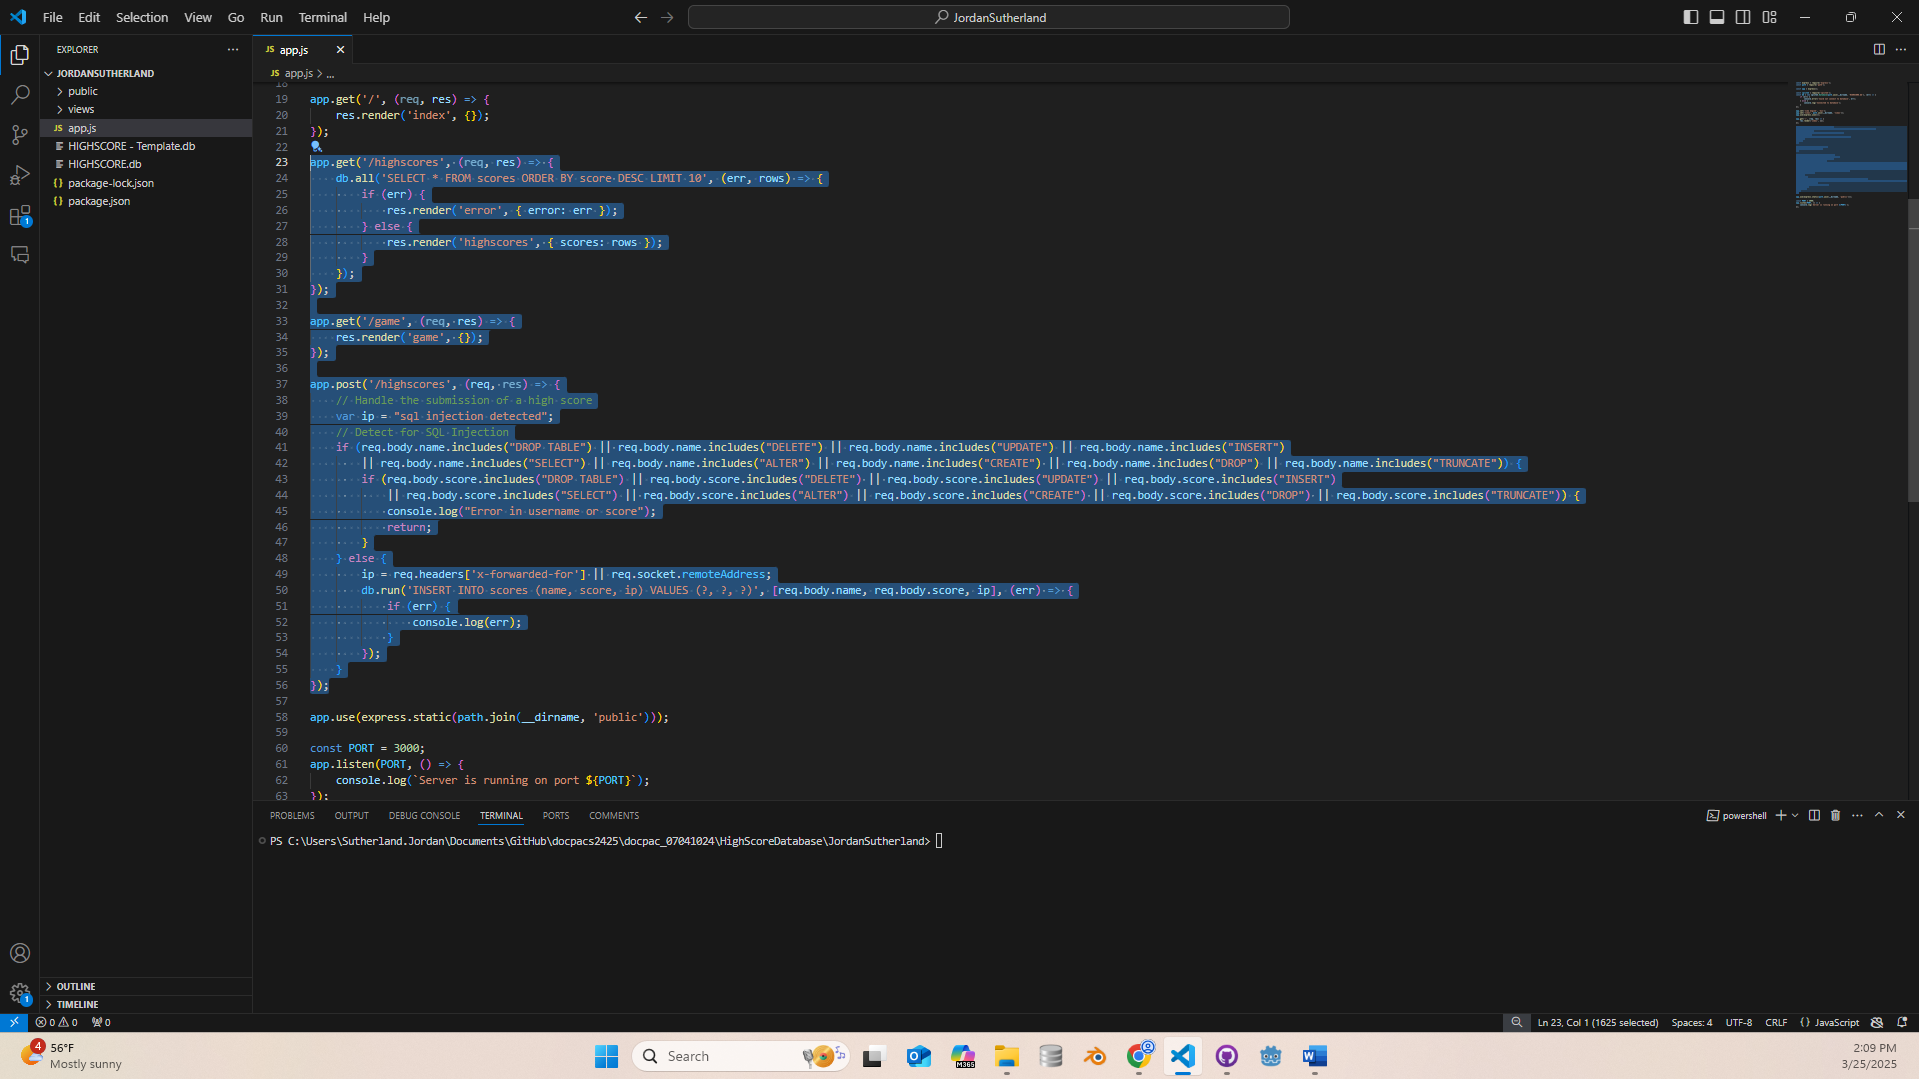 File Edit Selection View Go Run Terminal Help
JordanSutherland
EXPLORER
JORDANSUTHERLAND
public
views
JS app.js
HIGHSCORE - Template.db
HIGHSCORE.db
{} package-lock.json
{} package.json
OUTLINE
TIMELINE
JS app.js
JS app.js > ...
18
19 app.get('/', (req, res) => {
20 res.render('index', {});
21 });
22
23 app.get('/highscores', (req, res) => {
24 db.all('SELECT * FROM scores ORDER BY score DESC LIMIT 10', (err, rows) => {
25 if (err) {
26 res.render('error', { error: err });
27 } else {
28 res.render('highscores', { scores: rows });
29 }
30 });
31 });
32
33 app.get('/game', (req, res) => {
34 res.render('game', {});
35 });
36
37 app.post('/highscores', (req, res) => {
38 // Handle the submission of a high score
39 var ip = "sql injection detected";
40 // Detect for SQL Injection
41 if (req.body.name.includes("DROP TABLE") || req.body.name.includes("DELETE") || req.body.name.includes("UPDATE") || req.body.name.includes("INSERT")
42 || req.body.name.includes("SELECT") || req.body.name.includes("ALTER") || req.body.name.includes("CREATE") || req.body.name.includes("DROP") || req.body.name.includes("TRUNCATE")) {
43 if (req.body.score.includes("DROP TABLE") || req.body.score.includes("DELETE") || req.body.score.includes("UPDATE") || req.body.score.includes("INSERT")
44 || req.body.score.includes("SELECT") || req.body.score.includes("ALTER") || req.body.score.includes("CREATE") || req.body.score.includes("DROP") || req.body.score.includes("TRUNCATE")) {
45 console.log("Error in username or score");
46 return;
47 }
48 } else {
49 ip = req.headers['x-forwarded-for'] || req.socket.remoteAddress;
50 db.run('INSERT INTO scores (name, score, ip) VALUES (?, ?, ?)', [req.body.name, req.body.score, ip], (err) => {
51 if (err) {
52 console.log(err);
53 }
54 });
55 }
56 });
57
58 app.use(express.static(path.join(__dirname, 'public')));
59
60 const PORT = 3000;
61 app.listen(PORT, () => {
62 console.log(`Server is running on port ${PORT}`);
63 });
PROBLEMS OUTPUT DEBUG CONSOLE TERMINAL PORTS COMMENTS
powershell
PS C:\Users\Sutherland.Jordan\Documents\GitHub\docpacs2425\docpac_07041024\HighScoreDatabase\JordanSutherland>
0 0 0
Ln 23, Col 1 (1625 selected) Spaces: 4 UTF-8 CRLF {} JavaScript
4
56°F
Mostly sunny
Search
M365
2:09 PM
3/25/2025
1
1